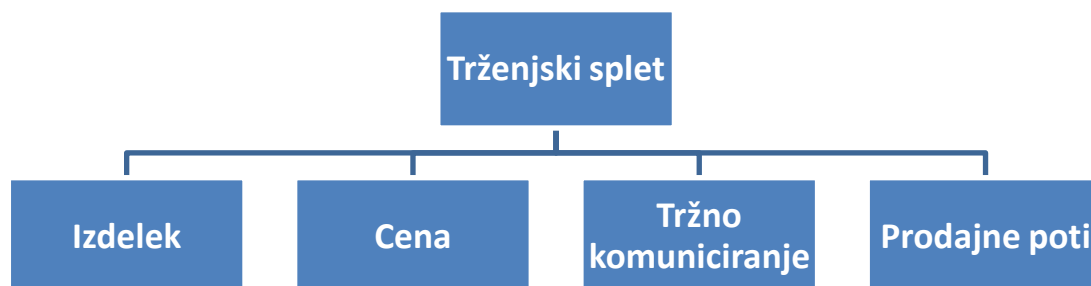 Trženjski splet
Izdelek
Cena
Tržno
komuniciranje
Prodajne poti